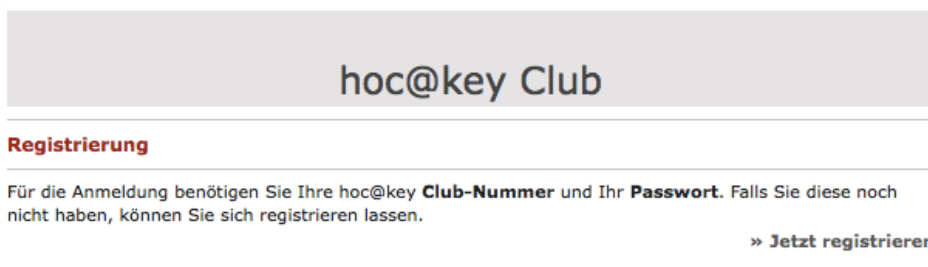 hoc@key Club
Registrierung
Für die Anmeldung benötigen Sie Ihre hoc@key Club-Nummer und Ihr Passwort. Falls Sie diese noch
nicht haben, können Sie sich registrieren lassen.
» Jetzt registrieren